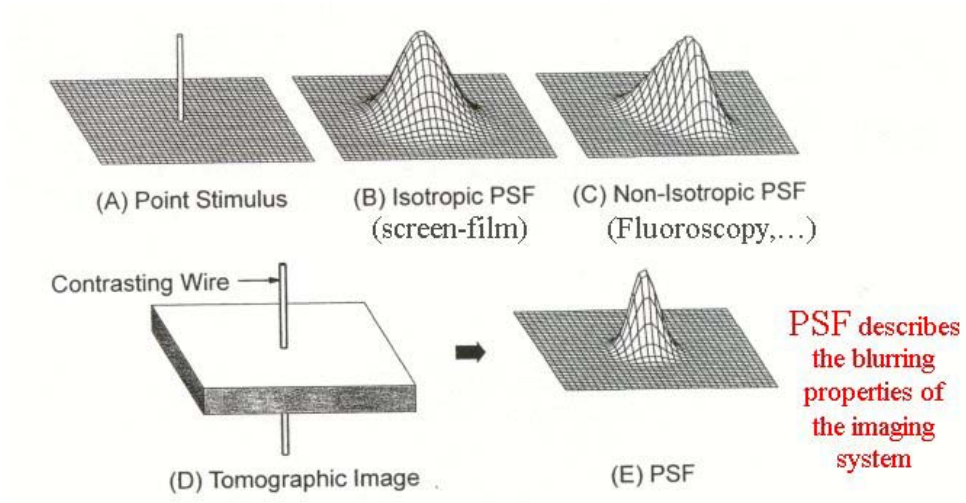 (A) Point Stimulus
(B) Isotropic PSF
(screen-film)
(C) Non-Isotropic PSF
(Fluoroscopy,...)
Contrasting Wire
(D) Tomographic Image
(E) PSF
PSF describes
the blurring
properties of
the imaging
system